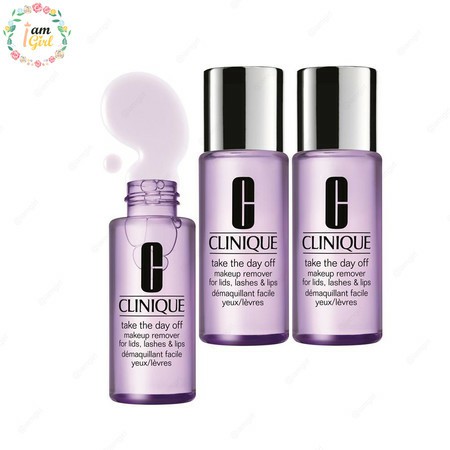 i am
Girl
C
CLINIQUE
take the day off
makeup remover
for lids, lashes & lips
démaquillant facile
yeux/lèvres
C
CLINIQUE
take the day off
makeup remover
for lids, lashes & lips
démaquillant facile
yeux/lèvres
C
CLINIQUE
take the day off
makeup remover
for lids, lashes & lips
démaquillant facile
yeux/lèvres